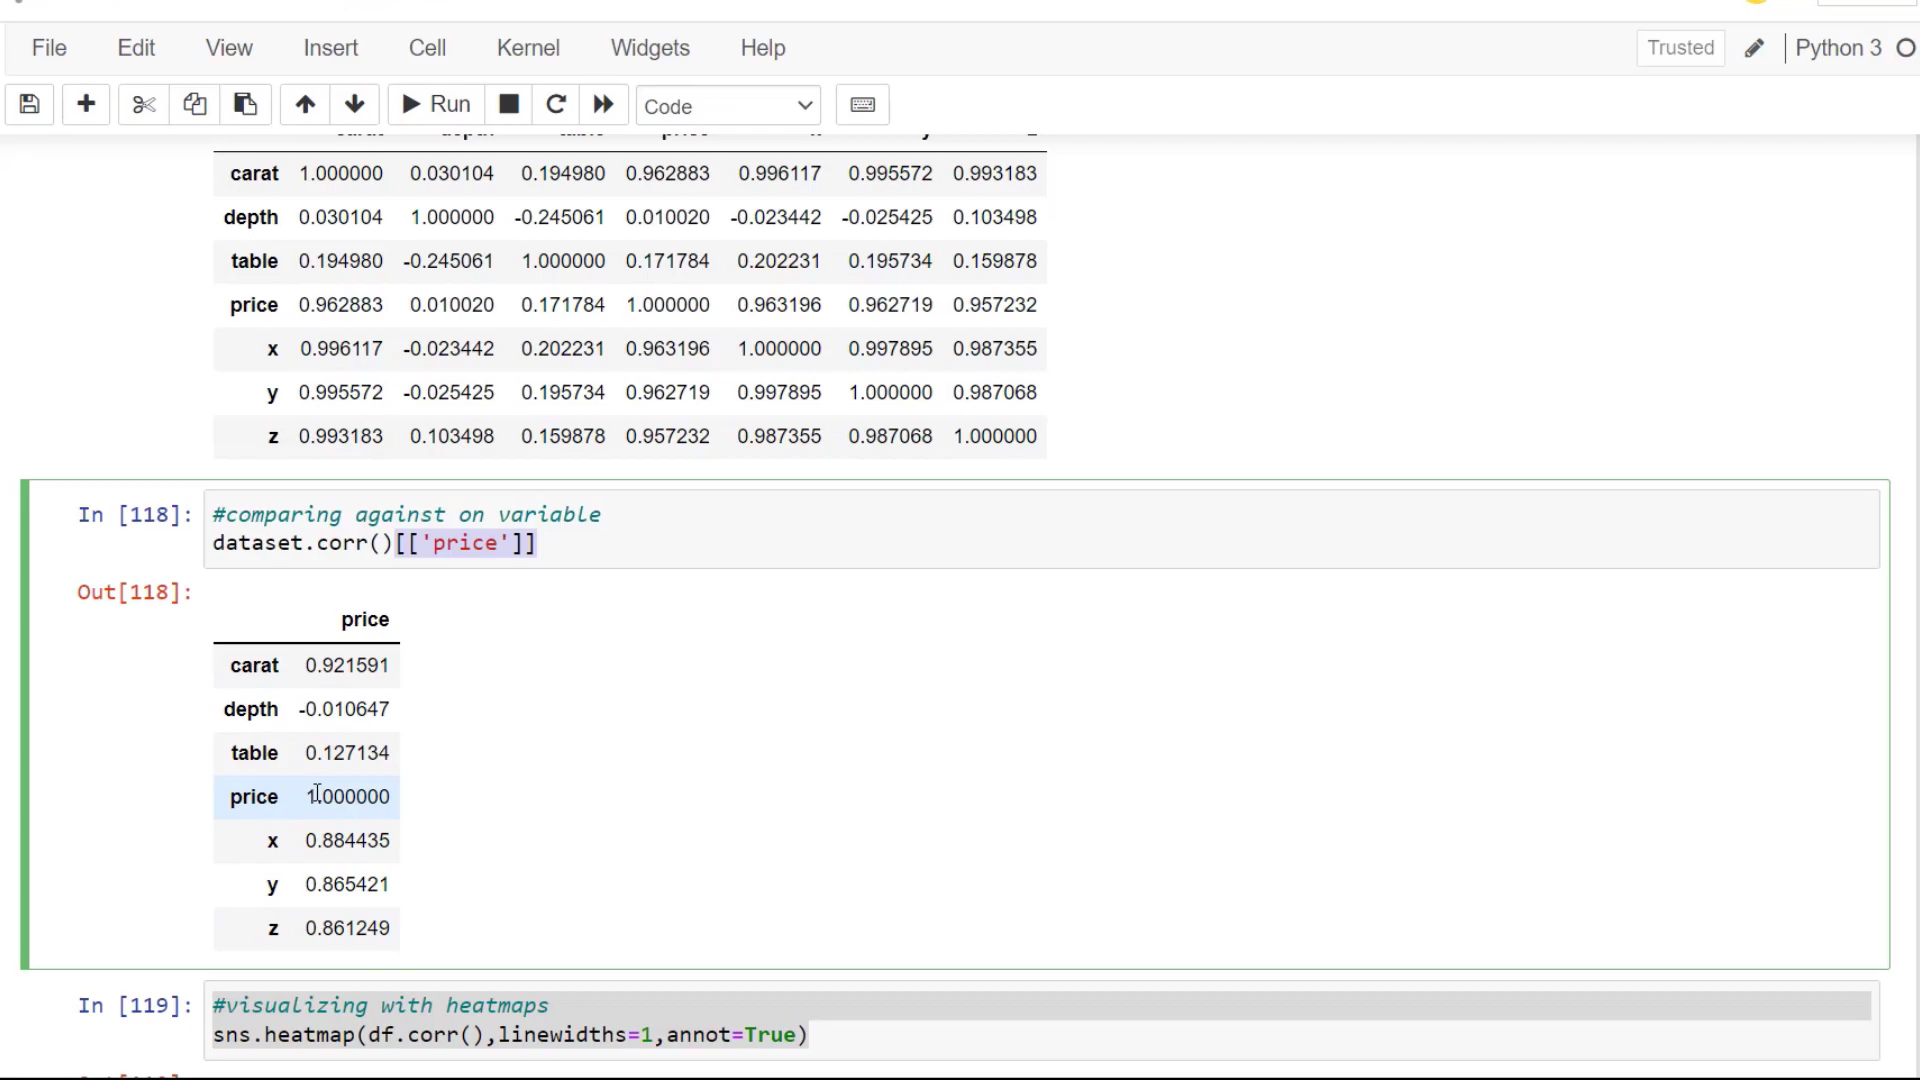 File Edit View Insert Cell Kernel Widgets Help Trusted Python 3
Run Code
carat depth table price x y z
carat 1.000000 0.030104 0.194980 0.962883 0.996117 0.995572 0.993183
depth 0.030104 1.000000 -0.245061 0.010020 -0.023442 -0.025425 0.103498
table 0.194980 -0.245061 1.000000 0.171784 0.202231 0.195734 0.159878
price 0.962883 0.010020 0.171784 1.000000 0.963196 0.962719 0.957232
x 0.996117 -0.023442 0.202231 0.963196 1.000000 0.997895 0.987355
y 0.995572 -0.025425 0.195734 0.962719 0.997895 1.000000 0.987068
z 0.993183 0.103498 0.159878 0.957232 0.987355 0.987068 1.000000
In [118]: #comparing against on variable
dataset.corr()[['price']]
Out[118]:
price
carat 0.921591
depth -0.010647
table 0.127134
price 1.000000
x 0.884435
y 0.865421
z 0.861249
In [119]: #visualizing with heatmaps
sns.heatmap(df.corr(),linewidths=1,annot=True)